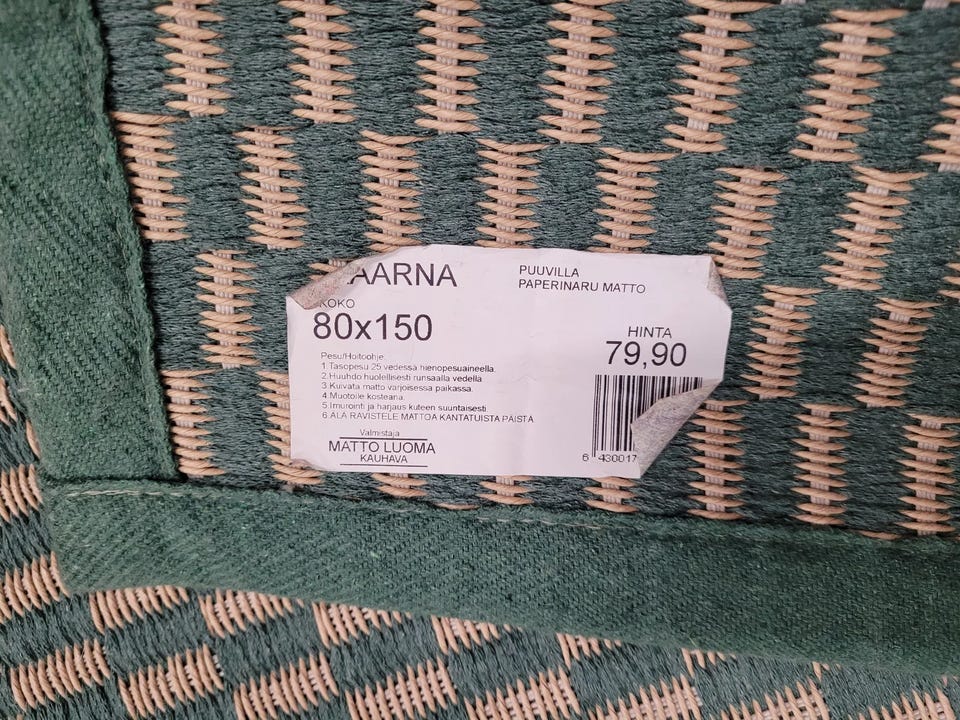 AARNA
PUUVILLA
PAPERINARU MATTO
KOKO
80x150
HINTA
79,90
Pesu/Hoitoohje:
1.Tasopesu 25 vedessä hienopesuaineella.
2.Huuhdo huolellisesti runsaalla vedellä
3.Kuivata matto varjoisessa paikassa.
4.Muotoile kosteana.
5.Imurointi ja harjaus kuteen suuntaisesti
6.ÄLÄ RAVISTELE MATTOA KANTATUISTA PÄISTÄ
Valmistaja
MATTO LUOMA
KAUHAVA
6 430017